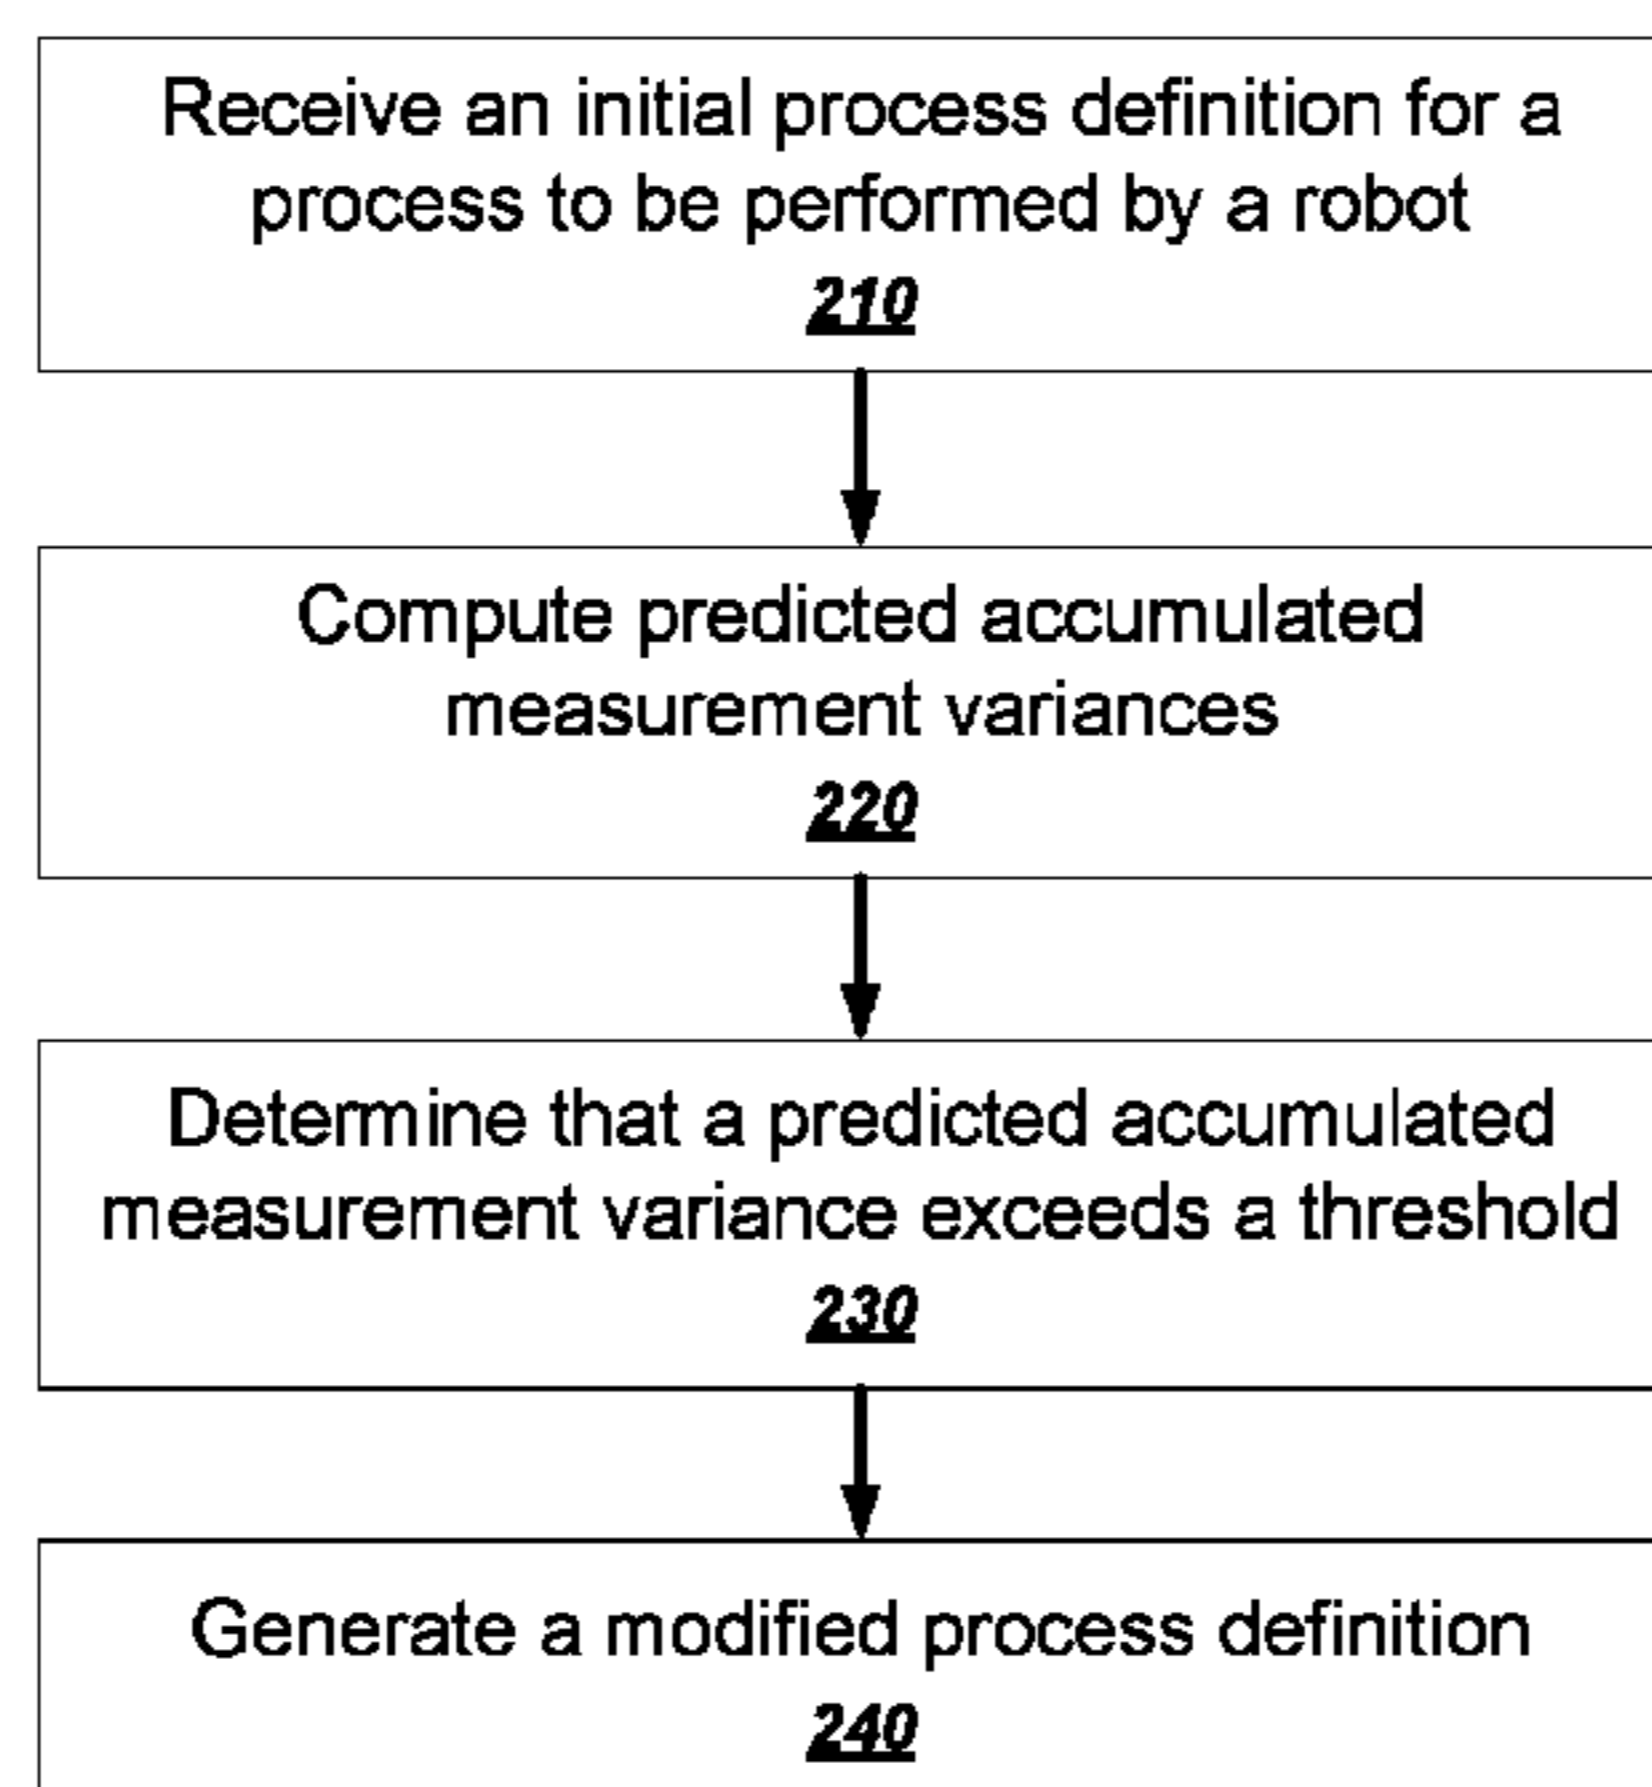 Receive an initial process definition for a
process to be performed by a robot
210
Compute predicted accumulated
measurement variances
220
Determine that a predicted accumulated
measurement variance exceeds a threshold
230
Generate a modified process definition
240